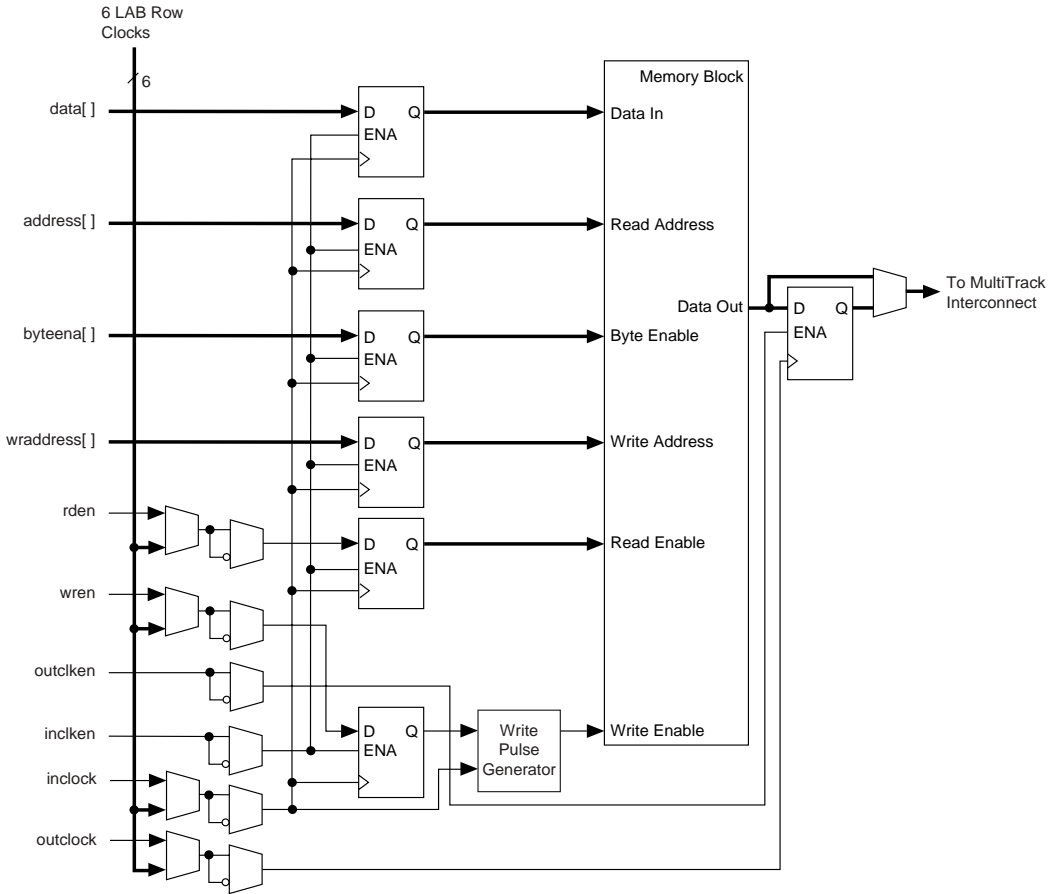 6 LAB Row
Clocks
6
Memory Block
data[ ]
D Q
ENA
Data In
address[ ]
D Q
ENA
Read Address
To MultiTrack
Interconnect
Data Out
D Q
ENA
byteena[ ]
D Q
ENA
Byte Enable
wraddress[ ]
D Q
ENA
Write Address
rden
D Q
ENA
Read Enable
wren
outclken
inclken
D Q
ENA
Write
Pulse
Generator
Write Enable
inclock
outclock